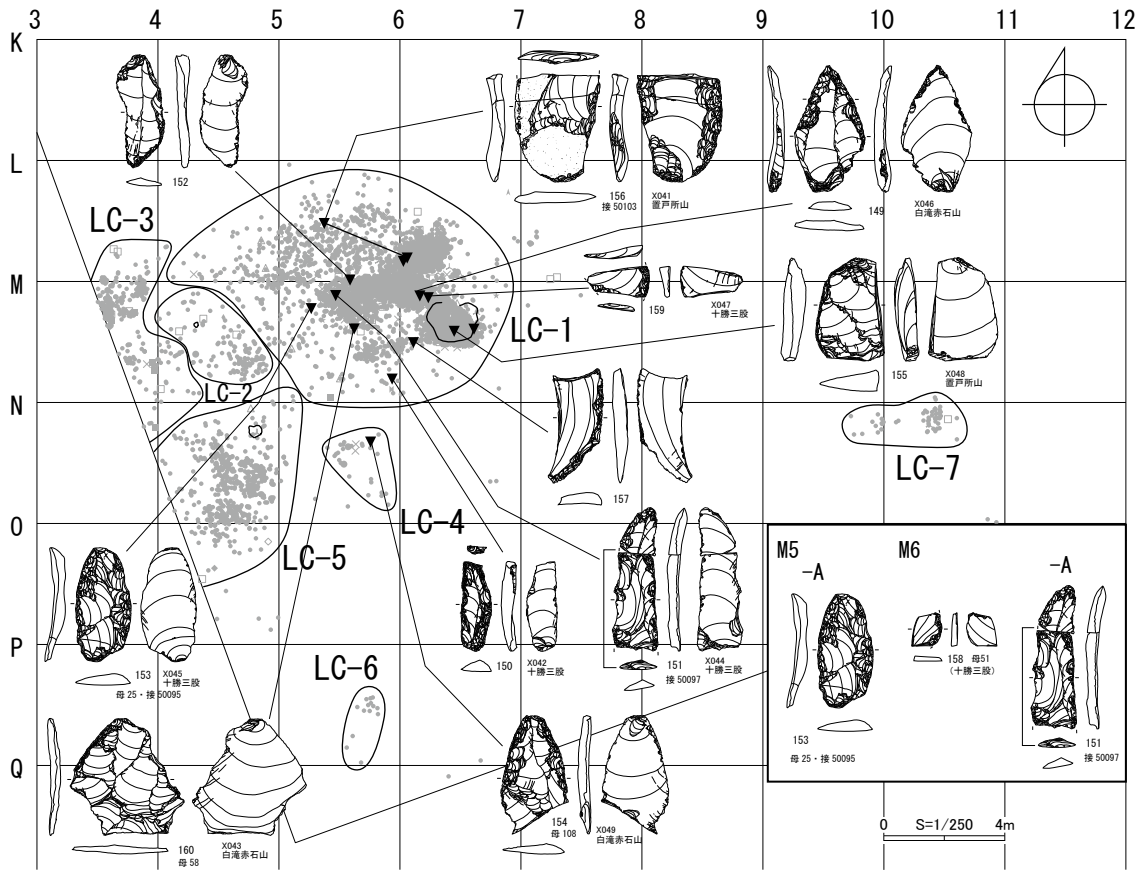 3 4 5 6 7 8 9 10 11 12
K
L
M
N
O
P
Q
152
156
接 50103
X041
置戸所山
149
X046
白滝赤石山
LC-3
159
X047
十勝三股
LC-1
155
X048
置戸所山
LC-2
157
LC-7
LC-4
LC-5
153
母 25・接 50095
X045
十勝三股
150
X042
十勝三股
151
接 50097
X044
十勝三股
LC-6
160
母 58
X043
白滝赤石山
154
母 108
X049
白滝赤石山
M5
-A
M6
-A
153
母 25・接 50095
158
母51
(十勝三股)
151
接 50097
0 S=1/250 4m